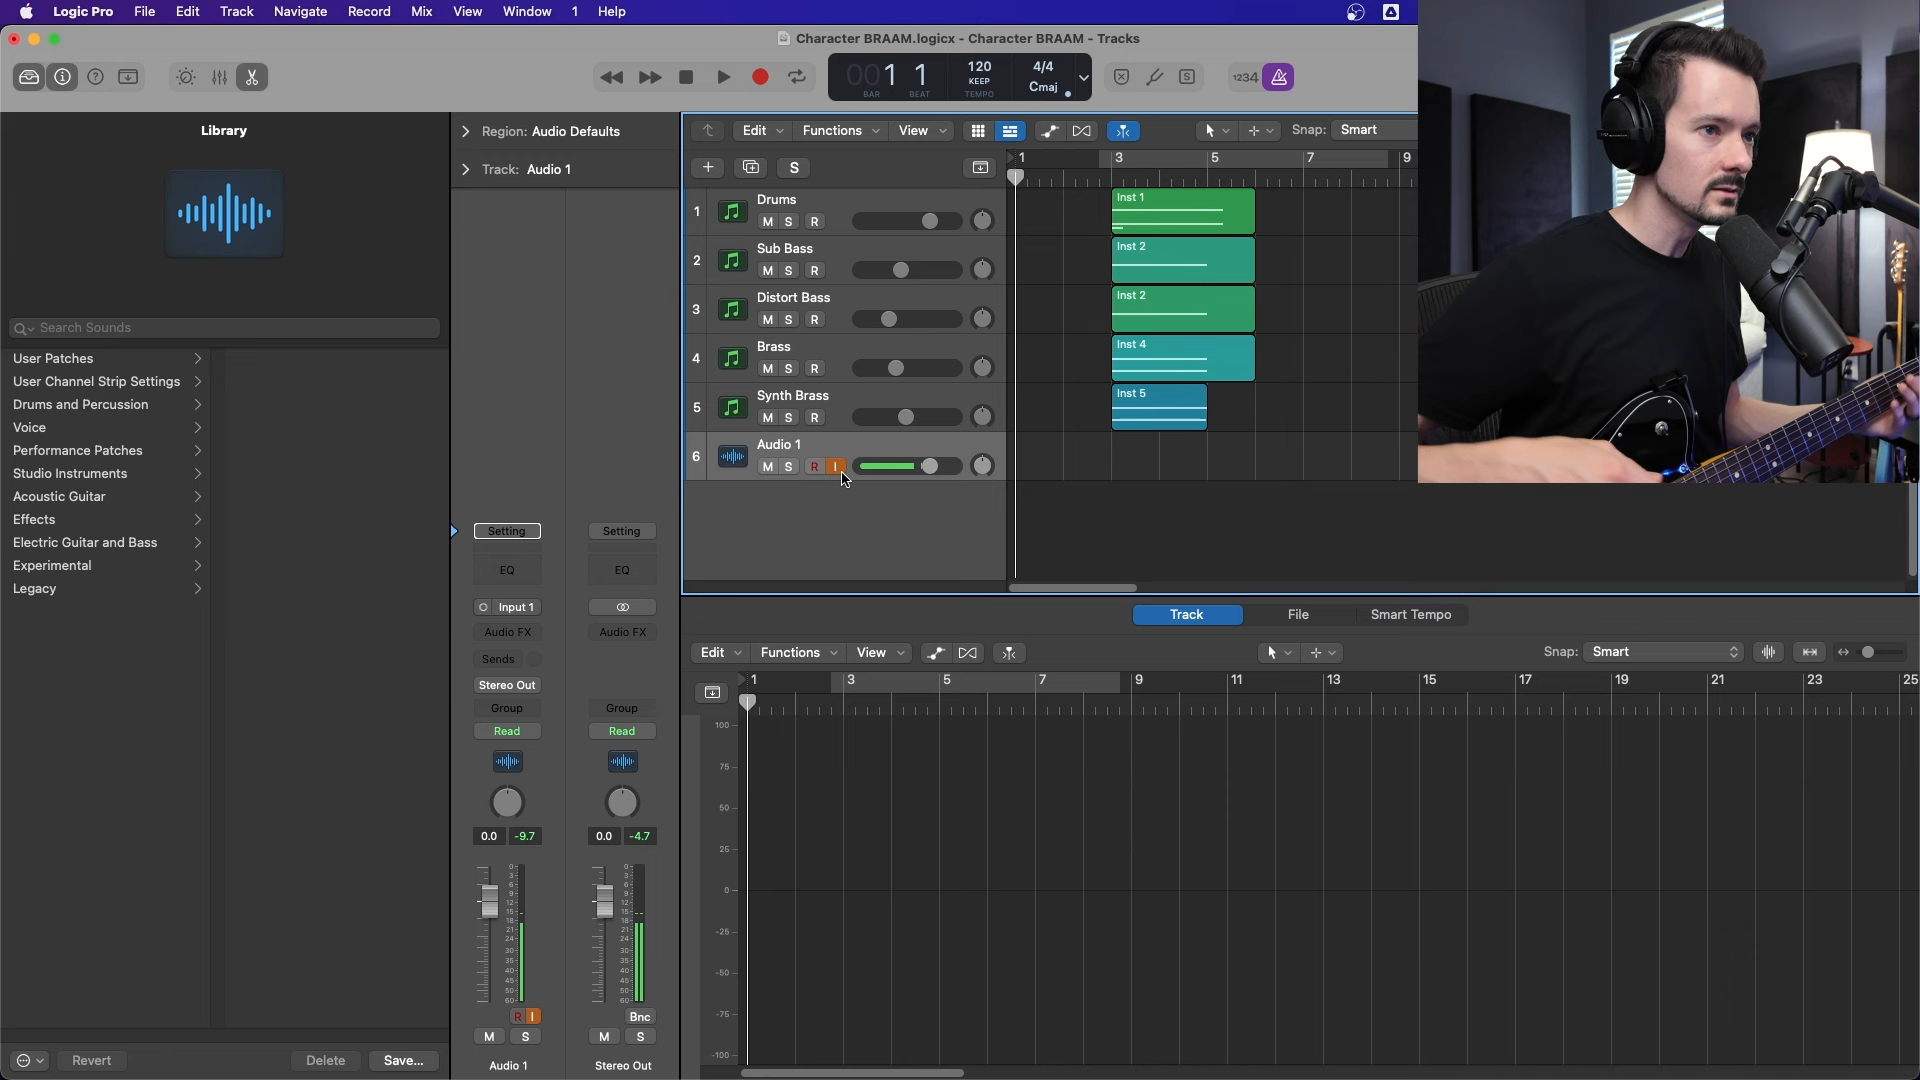 Logic Pro File Edit Track Navigate Record Mix View Window 1 Help
Character BRAAM.logicx - Character BRAAM - Tracks
001 1 120 4/4
KEEP Cmaj
BAR BEAT TEMPO
S
1234
Library
Search Sounds
User Patches
User Channel Strip Settings
Drums and Percussion
Voice
Performance Patches
Studio Instruments
Acoustic Guitar
Effects
Electric Guitar and Bass
Experimental
Legacy
Revert Delete Save...
Region: Audio Defaults
Track: Audio 1
Setting Setting
EQ EQ
Input 1
Audio FX Audio FX
Sends
Stereo Out
Group Group
Read Read
0.0 -9.7 0.0 -4.7
R I Bnc
M S M S
Audio 1 Stereo Out
Edit Functions View Snap: Smart
S
1 3 5 7 9
1 Drums
M S R
Inst 1
2 Sub Bass
M S R
Inst 2
3 Distort Bass
M S R
Inst 2
4 Brass
M S R
Inst 4
5 Synth Brass
M S R
Inst 5
6 Audio 1
M S R I
Track File Smart Tempo
Edit Functions View Snap: Smart
1 3 5 7 9 11 13 15 17 19 21 23 25
100
75
50
25
0
-25
-50
-75
-100